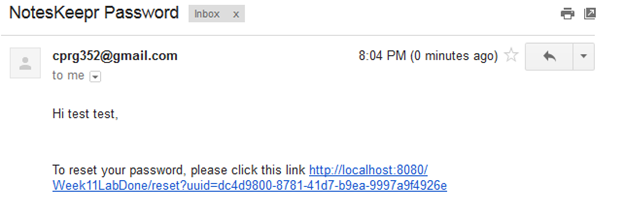 NotesKeepr Password Inbox x
cprg352@gmail.com 8:04 PM (0 minutes ago)
to me
Hi test test,
To reset your password, please click this link http://localhost:8080/
Week11LabDone/reset?uuid=dc4d9800-8781-41d7-b9ea-9997a9f4926e